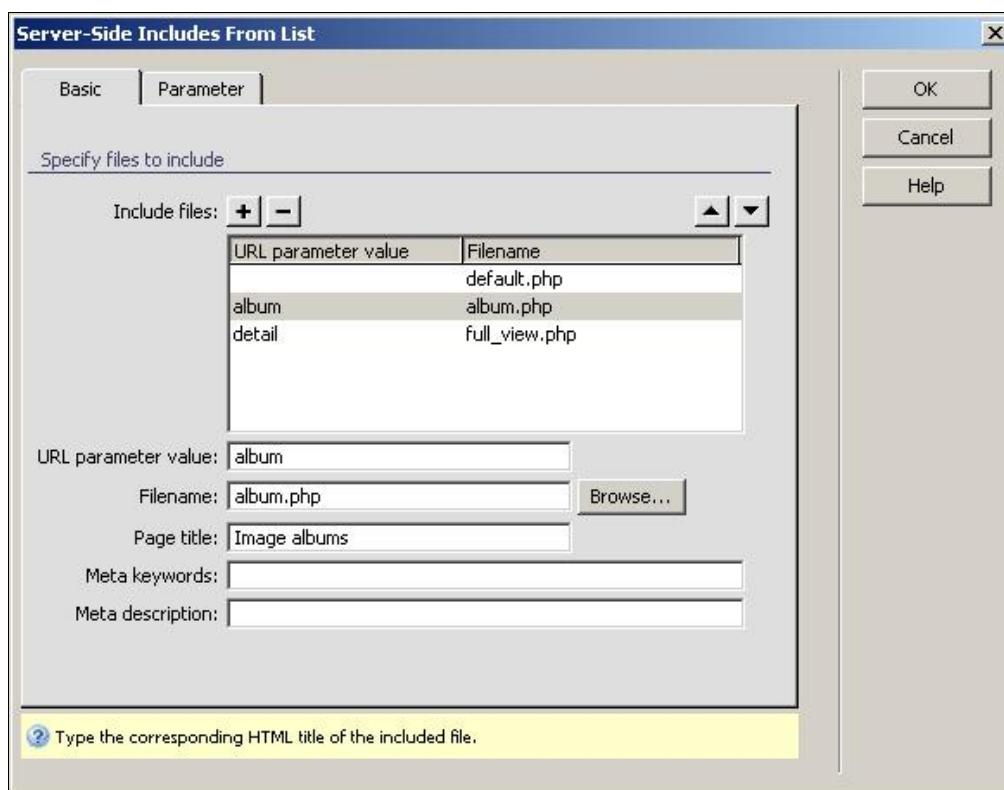 Server-Side Includes From List
Basic Parameter
OK
Cancel
Help
Specify files to include
Include files: + −
URL parameter value Filename
default.php
album album.php
detail full_view.php
URL parameter value: album
Filename: album.php Browse...
Page title: Image albums
Meta keywords:
Meta description:
? Type the corresponding HTML title of the included file.